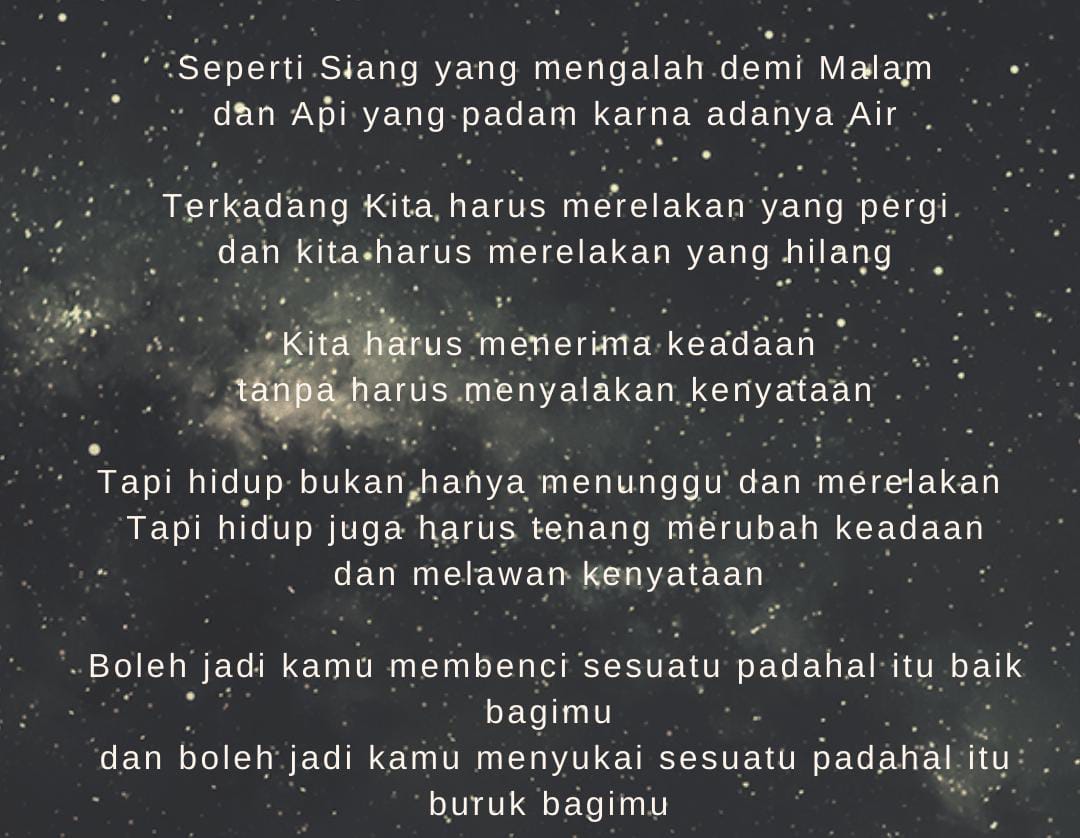 Seperti Siang yang mengalah demi Malam
dan Api yang padam karna adanya Air
Terkadang Kita harus merelakan yang pergi
dan kita harus merelakan yang hilang
Kita harus menerima keadaan
tanpa harus menyalakan kenyataan
Tapi hidup bukan hanya menunggu dan merelakan
Tapi hidup juga harus tenang merubah keadaan
dan melawan kenyataan
Boleh jadi kamu membenci sesuatu padahal itu baik
bagimu
dan boleh jadi kamu menyukai sesuatu padahal itu
buruk bagimu